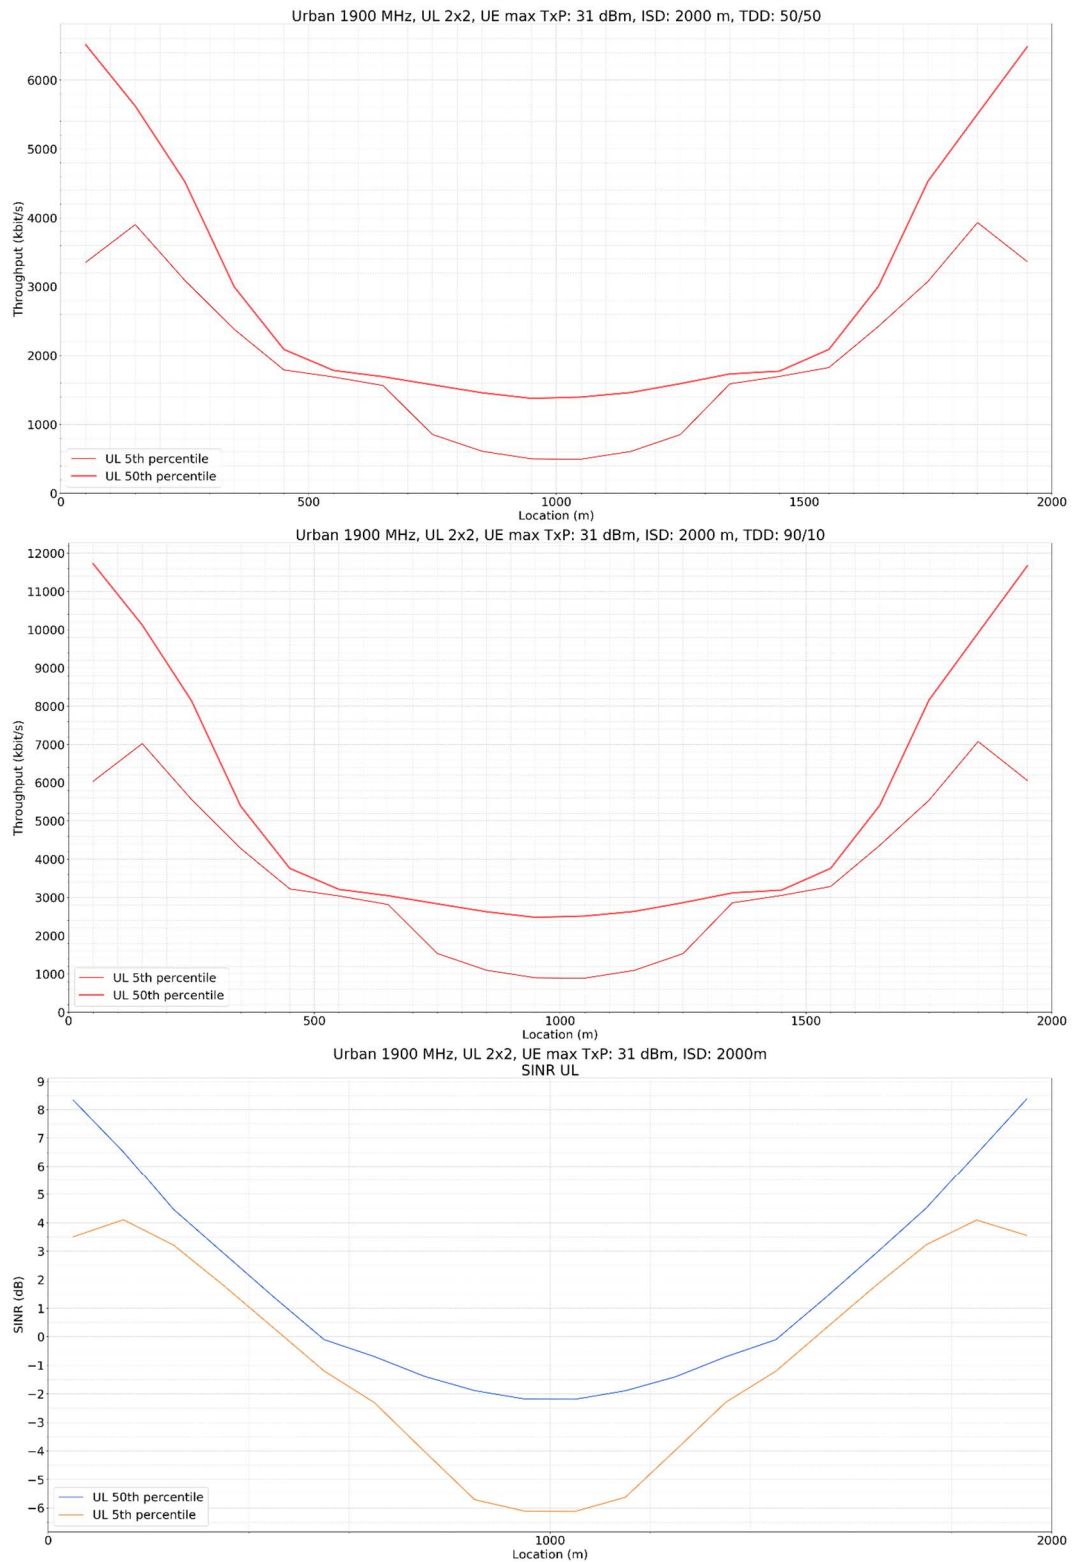 Urban 1900 MHz, UL 2x2, UE max TxP: 31 dBm, ISD: 2000 m, TDD: 50/50
6000
5000
4000
3000
2000
1000
0
Throughput (kbit/s)
UL 5th percentile
UL 50th percentile
0 500 1000 1500 2000
Location (m)
Urban 1900 MHz, UL 2x2, UE max TxP: 31 dBm, ISD: 2000 m, TDD: 90/10
12000
11000
10000
9000
8000
7000
6000
5000
4000
3000
2000
1000
0
Throughput (kbit/s)
UL 5th percentile
UL 50th percentile
0 500 1000 1500 2000
Location (m)
Urban 1900 MHz, UL 2x2, UE max TxP: 31 dBm, ISD: 2000m
SINR UL
9
8
7
6
5
4
3
2
1
0
−1
−2
−3
−4
−5
−6
SINR (dB)
UL 50th percentile
UL 5th percentile
0 1000 2000
Location (m)